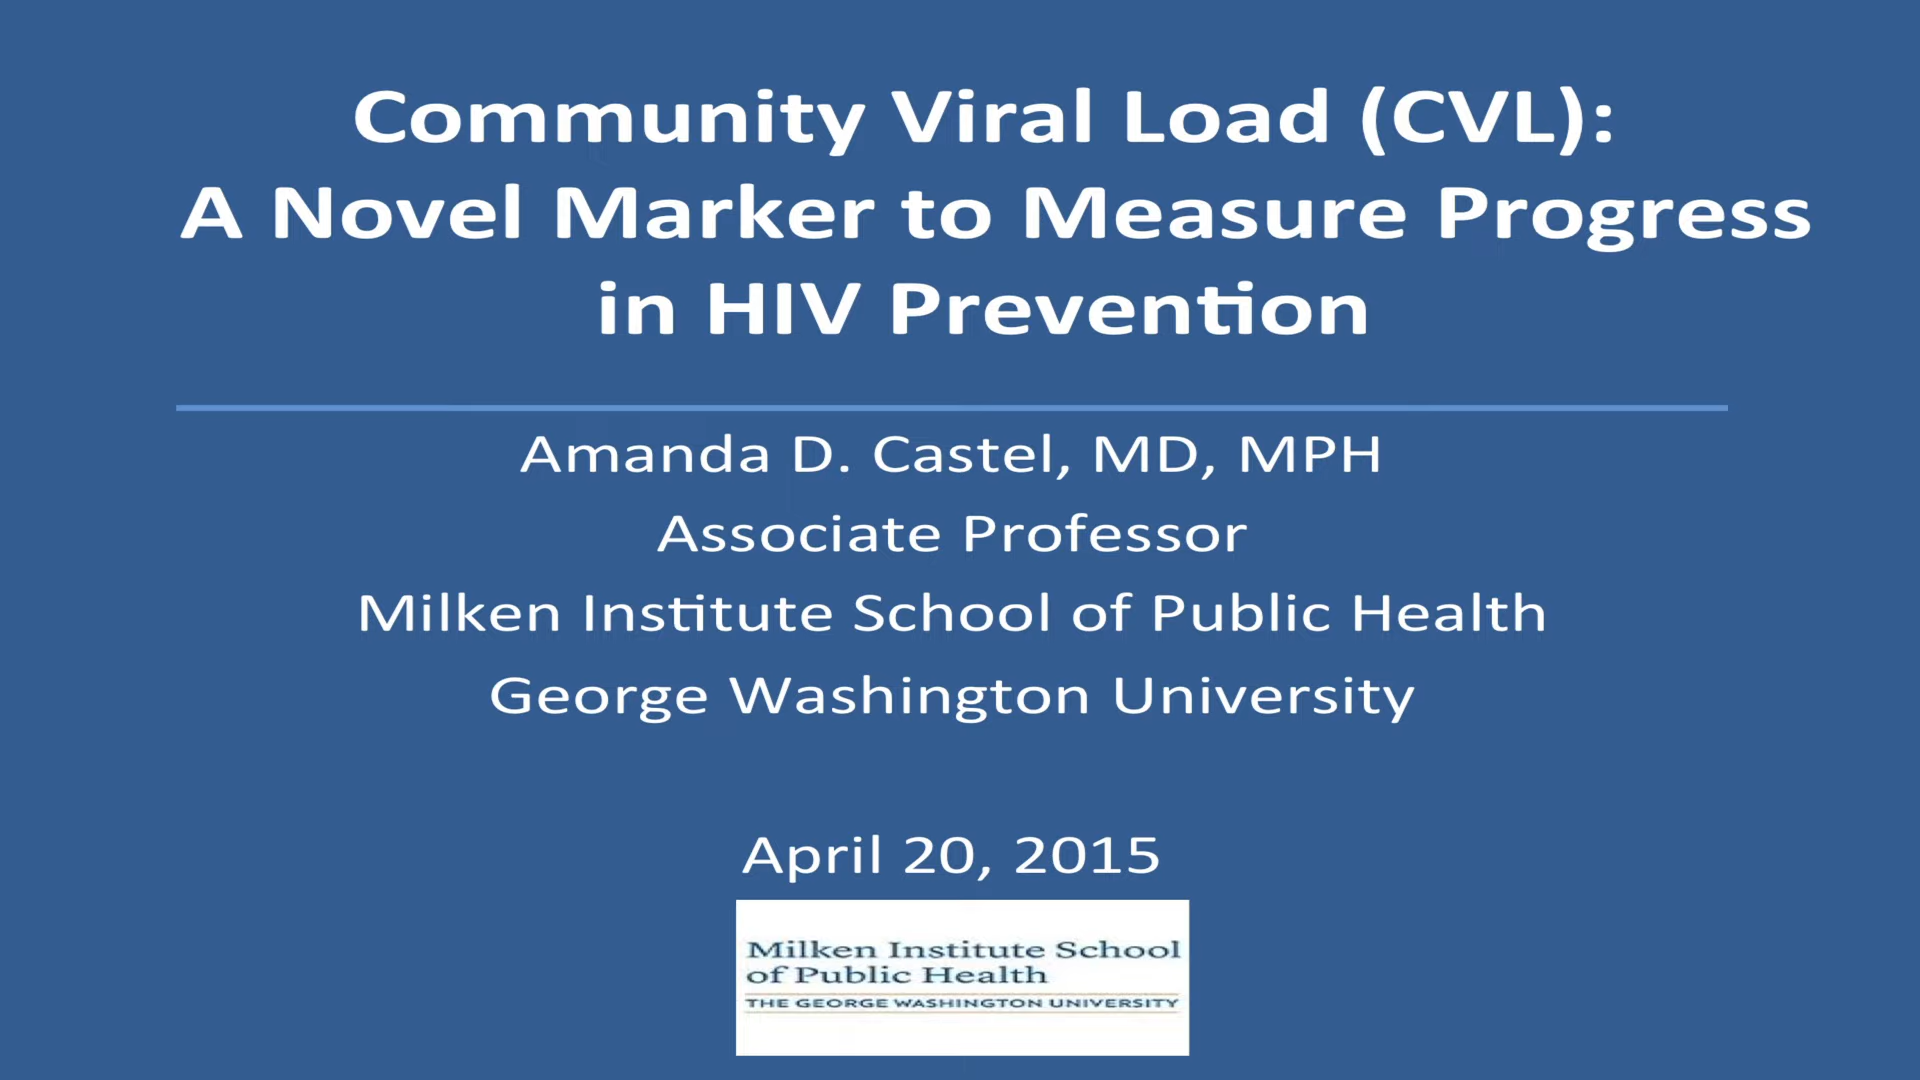 Community Viral Load (CVL):
A Novel Marker to Measure Progress
in HIV Prevention
Amanda D. Castel, MD, MPH
Associate Professor
Milken Institute School of Public Health
George Washington University
April 20, 2015
Milken Institute School
of Public Health
THE GEORGE WASHINGTON UNIVERSITY